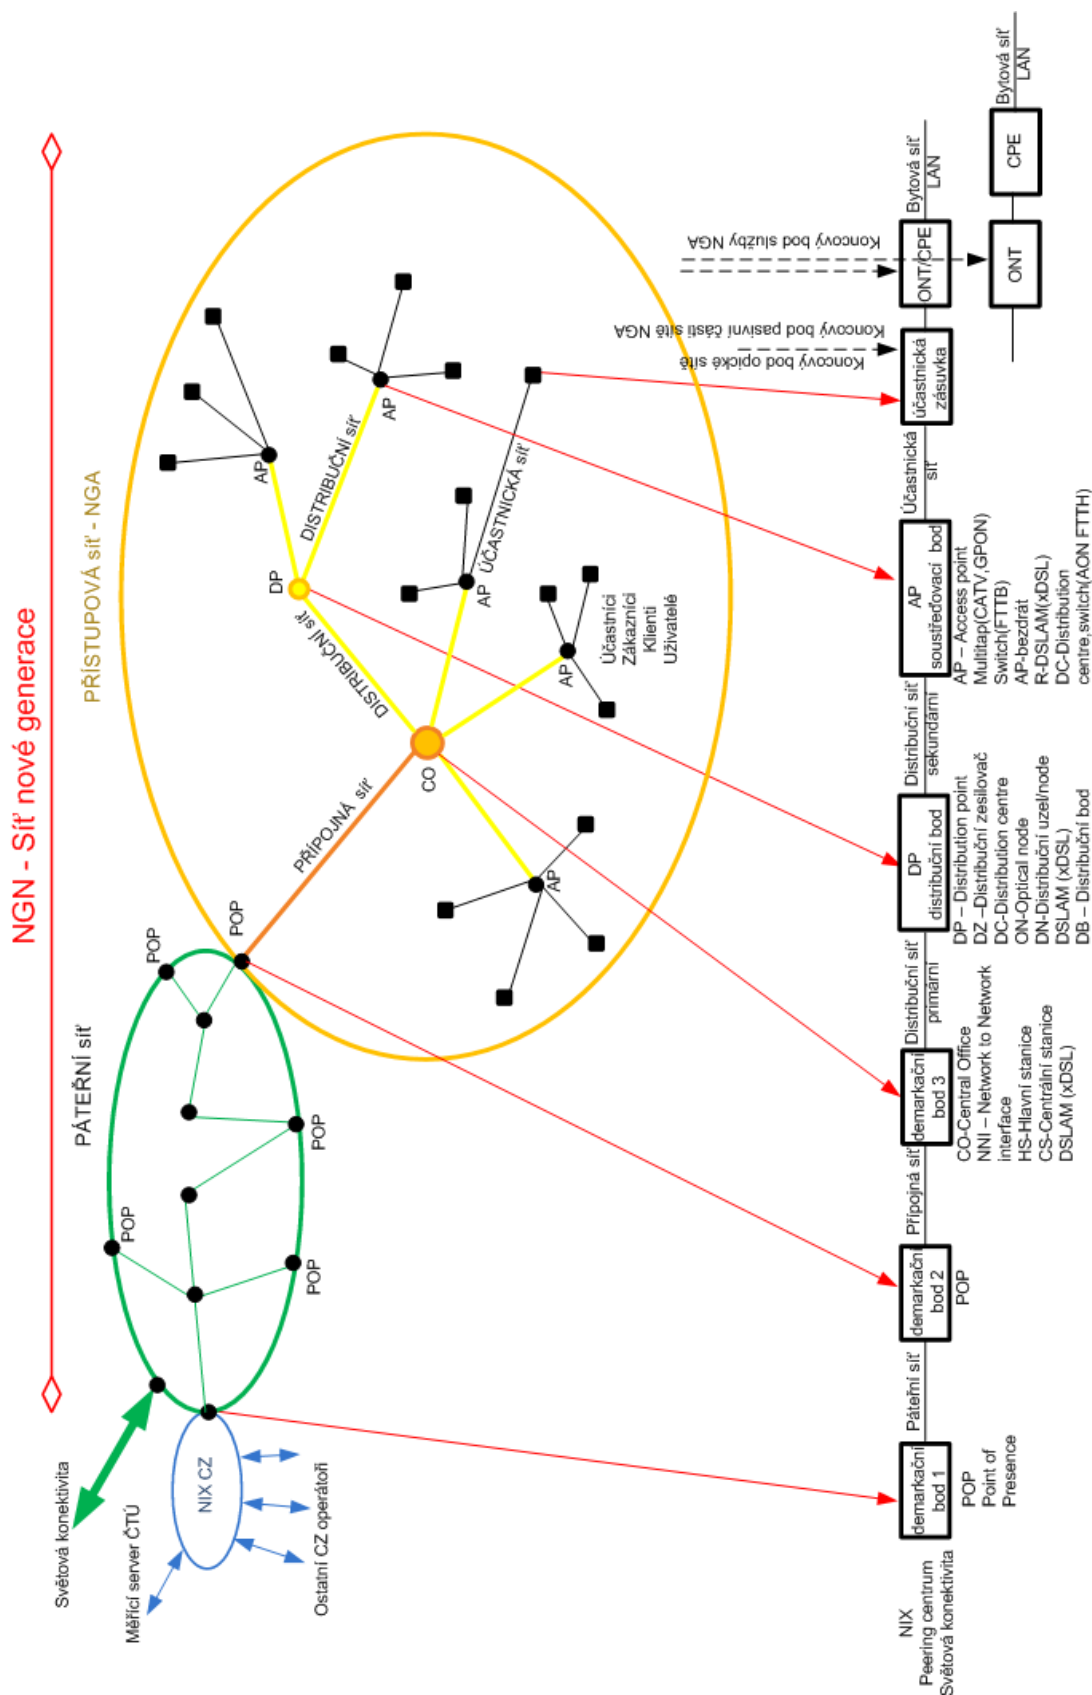 NGN - Síť nové generace
PŘÍSTUPOVÁ síť - NGA
PÁTEŘNÍ síť
Světová konektivita
Měřící server ČTÚ
NIX CZ
Ostatní CZ operátoři
POP
POP
POP
POP
POP
PŘÍPOJNÁ síť
CO
DISTRIBUČNÍ síť
DP
DISTRIBUČNÍ síť
AP
AP
AP
ÚČASTNICKÁ síť
AP
AP
Účastníci
Zákazníci
Klienti
Uživatelé
Koncový bod opické sítě
Koncový bod pasivní části sítě NGA
Koncový bod služby NGA
NIX
Peering centrum
Světová konektivita
demarkační
bod 1
POP
Point of
Presence
Páteřní síť
demarkační
bod 2
POP
Přípojná síť
demarkační
bod 3
CO-Central Office
NNI – Network to Network
interface
HS-Hlavní stanice
CS-Centrální stanice
DSLAM (xDSL)
Distribuční síť
primární
DP
distribuční bod
DP – Distribution point
DZ –Distribuční zesilovač
DC-Distribution centre
ON-Optical node
DN-Distribuční uzel/node
DSLAM (xDSL)
DB – Distribuční bod
Distribuční síť
sekundární
AP
soustřeďovací bod
AP – Access point
Multitap(CATV,GPON)
Switch(FTTB)
AP-bezdrát
R-DSLAM(xDSL)
DC-Distribution
centre,switch(AON FTTH)
Účastnická
síť
účastnická
zásuvka
ONT/CPE
Bytová síť
LAN
ONT
CPE
Bytová síť
LAN